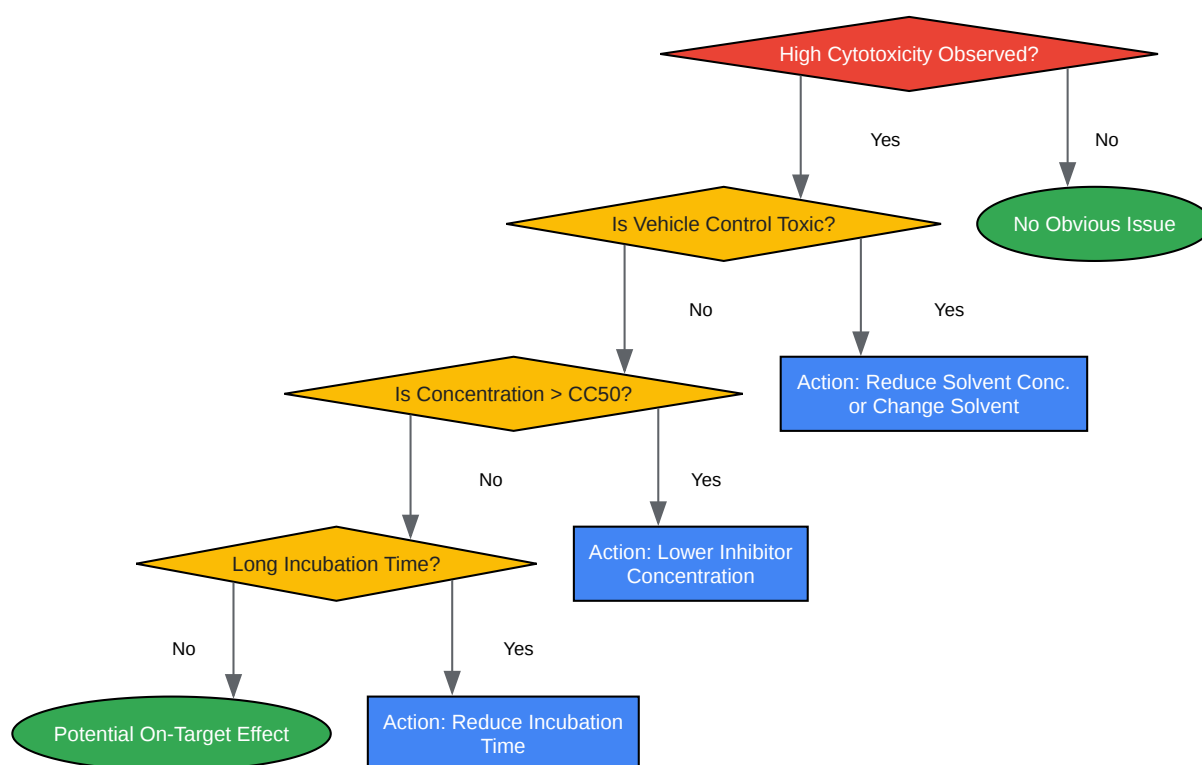 High Cytotoxicity Observed?
Yes
No
Is Vehicle Control Toxic?
No Obvious Issue
No
Yes
Is Concentration > CC50?
Action: Reduce Solvent Conc.
or Change Solvent
No
Yes
Long Incubation Time?
Action: Lower Inhibitor
Concentration
No
Yes
Potential On-Target Effect
Action: Reduce Incubation
Time